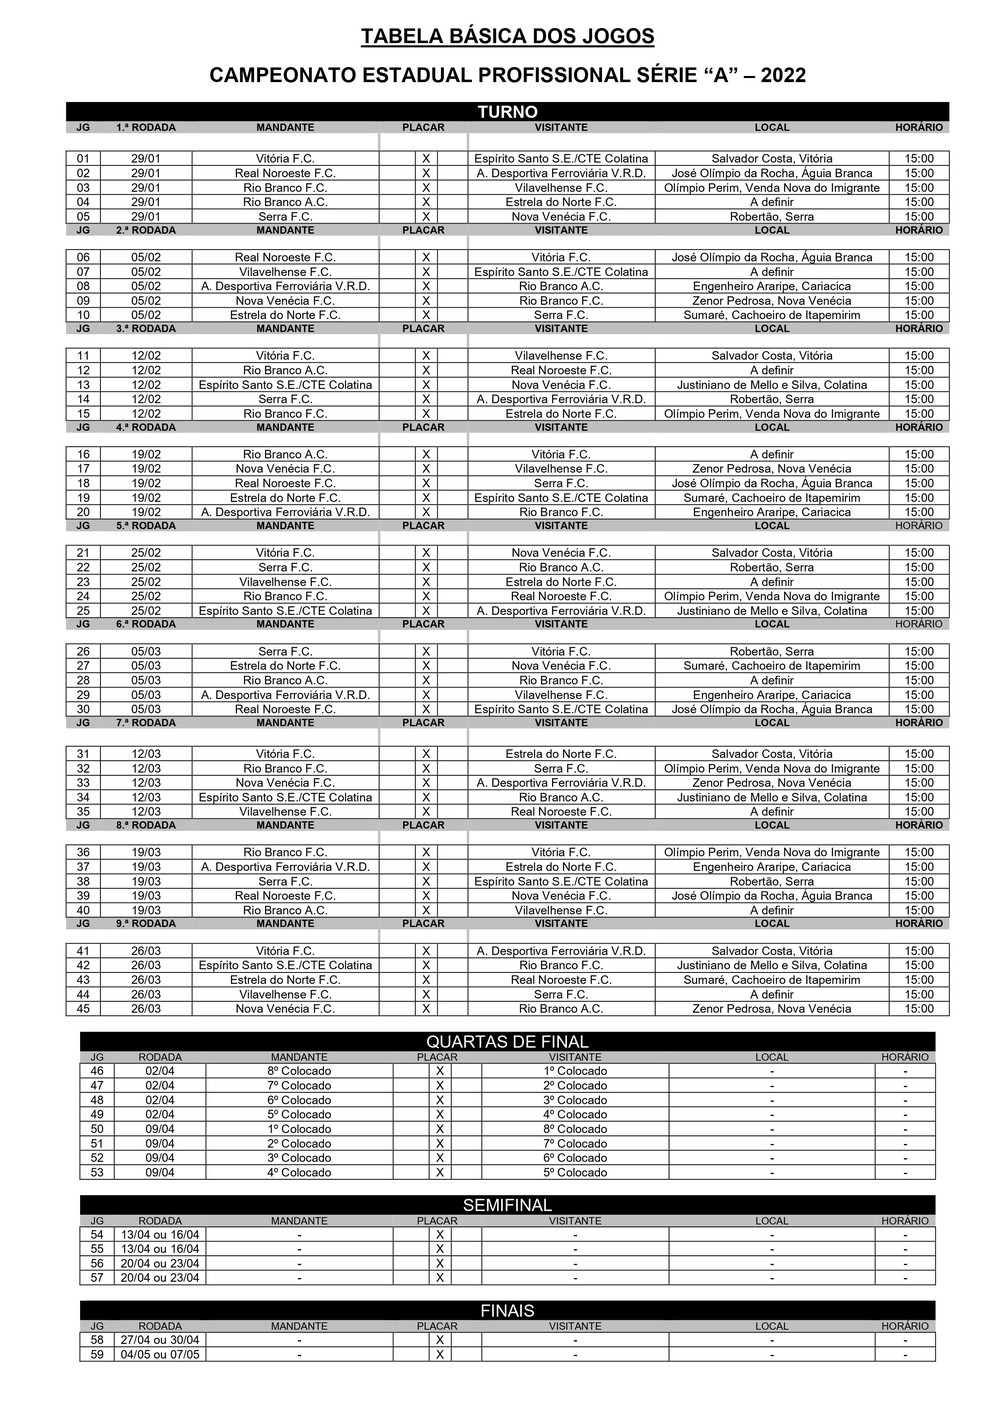 TABELA BÁSICA DOS JOGOS
CAMPEONATO ESTADUAL PROFISSIONAL SÉRIE “A” – 2022
TURNO
JG 1.ª RODADA MANDANTE PLACAR VISITANTE LOCAL HORÁRIO
01 29/01 Vitória F.C. X Espírito Santo S.E./CTE Colatina Salvador Costa, Vitória 15:00
02 29/01 Real Noroeste F.C. X A. Desportiva Ferroviária V.R.D. José Olímpio da Rocha, Águia Branca 15:00
03 29/01 Rio Branco F.C. X Vilavelhense F.C. Olímpio Perim, Venda Nova do Imigrante 15:00
04 29/01 Rio Branco A.C. X Estrela do Norte F.C. A definir 15:00
05 29/01 Serra F.C. X Nova Venécia F.C. Robertão, Serra 15:00
JG 2.ª RODADA MANDANTE PLACAR VISITANTE LOCAL HORÁRIO
06 05/02 Real Noroeste F.C. X Vitória F.C. José Olímpio da Rocha, Águia Branca 15:00
07 05/02 Vilavelhense F.C. X Espírito Santo S.E./CTE Colatina A definir 15:00
08 05/02 A. Desportiva Ferroviária V.R.D. X Rio Branco A.C. Engenheiro Araripe, Cariacica 15:00
09 05/02 Nova Venécia F.C. X Rio Branco F.C. Zenor Pedrosa, Nova Venécia 15:00
10 05/02 Estrela do Norte F.C. X Serra F.C. Sumaré, Cachoeiro de Itapemirim 15:00
JG 3.ª RODADA MANDANTE PLACAR VISITANTE LOCAL HORÁRIO
11 12/02 Vitória F.C. X Vilavelhense F.C. Salvador Costa, Vitória 15:00
12 12/02 Rio Branco A.C. X Real Noroeste F.C. A definir 15:00
13 12/02 Espírito Santo S.E./CTE Colatina X Nova Venécia F.C. Justiniano de Mello e Silva, Colatina 15:00
14 12/02 Serra F.C. X A. Desportiva Ferroviária V.R.D. Robertão, Serra 15:00
15 12/02 Rio Branco F.C. X Estrela do Norte F.C. Olímpio Perim, Venda Nova do Imigrante 15:00
JG 4.ª RODADA MANDANTE PLACAR VISITANTE LOCAL HORÁRIO
16 19/02 Rio Branco A.C. X Vitória F.C. A definir 15:00
17 19/02 Nova Venécia F.C. X Vilavelhense F.C. Zenor Pedrosa, Nova Venécia 15:00
18 19/02 Real Noroeste F.C. X Serra F.C. José Olímpio da Rocha, Águia Branca 15:00
19 19/02 Estrela do Norte F.C. X Espírito Santo S.E./CTE Colatina Sumaré, Cachoeiro de Itapemirim 15:00
20 19/02 A. Desportiva Ferroviária V.R.D. X Rio Branco F.C. Engenheiro Araripe, Cariacica 15:00
JG 5.ª RODADA MANDANTE PLACAR VISITANTE LOCAL HORÁRIO
21 25/02 Vitória F.C. X Nova Venécia F.C. Salvador Costa, Vitória 15:00
22 25/02 Serra F.C. X Rio Branco A.C. Robertão, Serra 15:00
23 25/02 Vilavelhense F.C. X Estrela do Norte F.C. A definir 15:00
24 25/02 Rio Branco F.C. X Real Noroeste F.C. Olímpio Perim, Venda Nova do Imigrante 15:00
25 25/02 Espírito Santo S.E./CTE Colatina X A. Desportiva Ferroviária V.R.D. Justiniano de Mello e Silva, Colatina 15:00
JG 6.ª RODADA MANDANTE PLACAR VISITANTE LOCAL HORÁRIO
26 05/03 Serra F.C. X Vitória F.C. Robertão, Serra 15:00
27 05/03 Estrela do Norte F.C. X Nova Venécia F.C. Sumaré, Cachoeiro de Itapemirim 15:00
28 05/03 Rio Branco A.C. X Rio Branco F.C. A definir 15:00
29 05/03 A. Desportiva Ferroviária V.R.D. X Vilavelhense F.C. Engenheiro Araripe, Cariacica 15:00
30 05/03 Real Noroeste F.C. X Espírito Santo S.E./CTE Colatina José Olímpio da Rocha, Águia Branca 15:00
JG 7.ª RODADA MANDANTE PLACAR VISITANTE LOCAL HORÁRIO
31 12/03 Vitória F.C. X Estrela do Norte F.C. Salvador Costa, Vitória 15:00
32 12/03 Rio Branco F.C. X Serra F.C. Olímpio Perim, Venda Nova do Imigrante 15:00
33 12/03 Nova Venécia F.C. X A. Desportiva Ferroviária V.R.D. Zenor Pedrosa, Nova Venécia 15:00
34 12/03 Espírito Santo S.E./CTE Colatina X Rio Branco A.C. Justiniano de Mello e Silva, Colatina 15:00
35 12/03 Vilavelhense F.C. X Real Noroeste F.C. A definir 15:00
JG 8.ª RODADA MANDANTE PLACAR VISITANTE LOCAL HORÁRIO
36 19/03 Rio Branco F.C. X Vitória F.C. Olímpio Perim, Venda Nova do Imigrante 15:00
37 19/03 A. Desportiva Ferroviária V.R.D. X Estrela do Norte F.C. Engenheiro Araripe, Cariacica 15:00
38 19/03 Serra F.C. X Espírito Santo S.E./CTE Colatina Robertão, Serra 15:00
39 19/03 Real Noroeste F.C. X Nova Venécia F.C. José Olímpio da Rocha, Águia Branca 15:00
40 19/03 Rio Branco A.C. X Vilavelhense F.C. A definir 15:00
JG 9.ª RODADA MANDANTE PLACAR VISITANTE LOCAL HORÁRIO
41 26/03 Vitória F.C. X A. Desportiva Ferroviária V.R.D. Salvador Costa, Vitória 15:00
42 26/03 Espírito Santo S.E./CTE Colatina X Rio Branco F.C. Justiniano de Mello e Silva, Colatina 15:00
43 26/03 Estrela do Norte F.C. X Real Noroeste F.C. Sumaré, Cachoeiro de Itapemirim 15:00
44 26/03 Vilavelhense F.C. X Serra F.C. A definir 15:00
45 26/03 Nova Venécia F.C. X Rio Branco A.C. Zenor Pedrosa, Nova Venécia 15:00
QUARTAS DE FINAL
JG RODADA MANDANTE PLACAR VISITANTE LOCAL HORÁRIO
46 02/04 8º Colocado X 1º Colocado - -
47 02/04 7º Colocado X 2º Colocado - -
48 02/04 6º Colocado X 3º Colocado - -
49 02/04 5º Colocado X 4º Colocado - -
50 09/04 1º Colocado X 8º Colocado - -
51 09/04 2º Colocado X 7º Colocado - -
52 09/04 3º Colocado X 6º Colocado - -
53 09/04 4º Colocado X 5º Colocado - -
SEMIFINAL
JG RODADA MANDANTE PLACAR VISITANTE LOCAL HORÁRIO
54 13/04 ou 16/04 - X - - -
55 13/04 ou 16/04 - X - - -
56 20/04 ou 23/04 - X - - -
57 20/04 ou 23/04 - X - - -
FINAIS
JG RODADA MANDANTE PLACAR VISITANTE LOCAL HORÁRIO
58 27/04 ou 30/04 - X - - -
59 04/05 ou 07/05 - X - - -